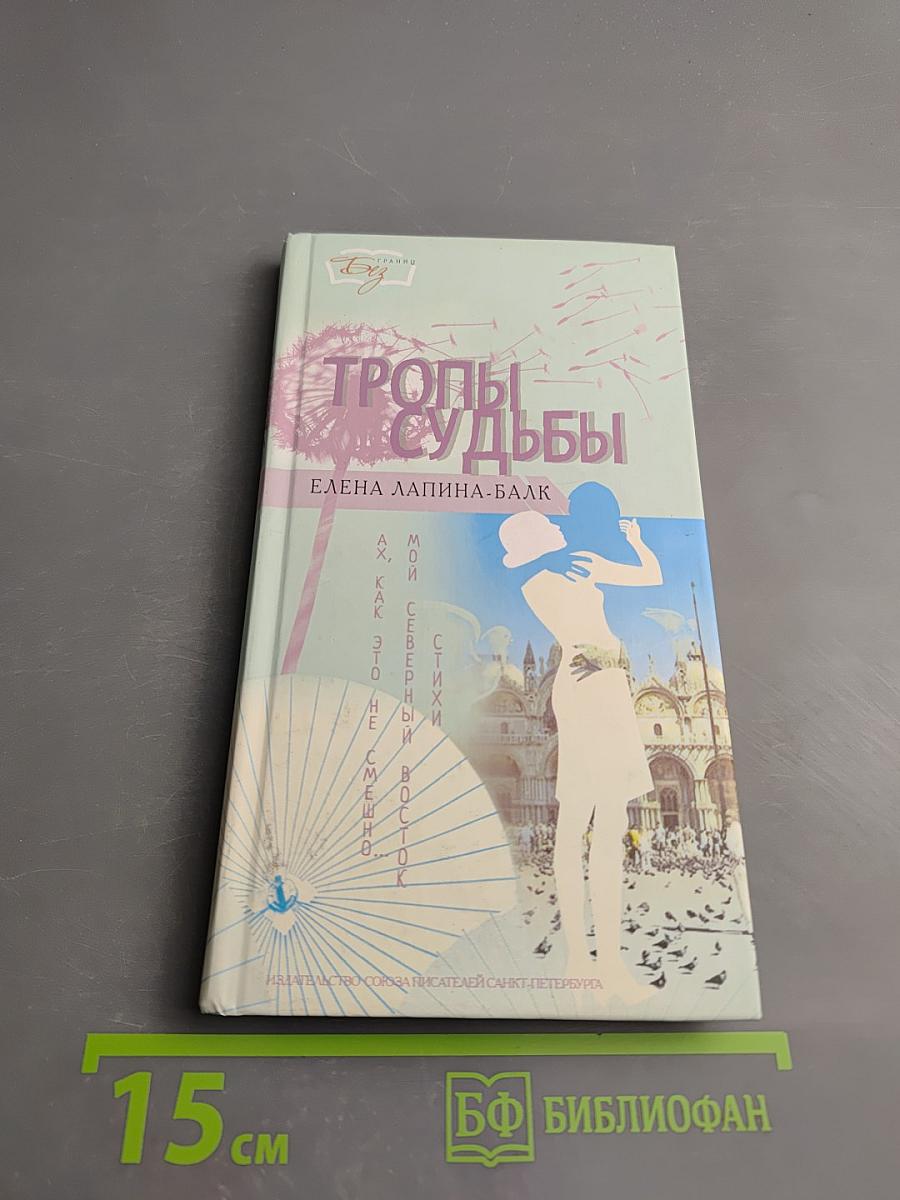 Без границ
ТРОПЫ
СУДЬБЫ
ЕЛЕНА ЛАПИНА-БАЛК
АХ, КАК ЭТО НЕ СМЕШНО...
МОЙ СЕВЕРНЫЙ ВОСТОК
СТИХИ
ИЗДАТЕЛЬСТВО СОЮЗА ПИСАТЕЛЕЙ САНКТ-ПЕТЕРБУРГА
15 см
БФ БИБЛИОФАН